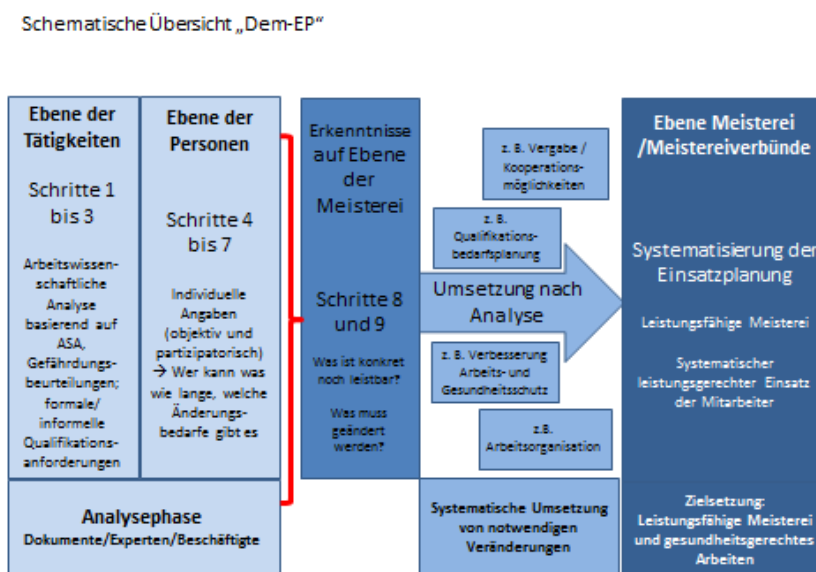 Schematische Übersicht „Dem-EP“
Ebene der
Tätigkeiten
Schritte 1
bis 3
Arbeitswissen-
schaftliche
Analyse
basierend auf
ASA,
Gefährdungs-
beurteilungen;
formale/
informelle
Qualifikations-
anforderungen
Ebene der
Personen
Schritte 4
bis 7
Individuelle
Angaben
(objektiv und
partizipatorisch)
→ Wer kann was
wie lange, welche
Änderungs-
bedarfe gibt es
Analysephase
Dokumente/Experten/Beschäftigte
Erkenntnisse
auf Ebene
der
Meisterei
Schritte 8
und 9
Was ist konkret
noch leistbar?
Was muss
geändert
werden?
z. B. Vergabe /
Kooperations-
möglichkeiten
z. B.
Qualifikations-
bedarfsplanung
Umsetzung nach
Analyse
z. B. Verbesserung
Arbeits- und
Gesundheitsschutz
z.B.
Arbeitsorganisation
Systematische Umsetzung
von notwendigen
Veränderungen
Ebene Meisterei
/Meistereiverbünde
Systematisierung der
Einsatzplanung
Leistungsfähige Meisterei
Systematischer
leistungsgerechter Einsatz
der Mitarbeiter
Zielsetzung:
Leistungsfähige Meisterei
und gesundheitsgerechtes
Arbeiten